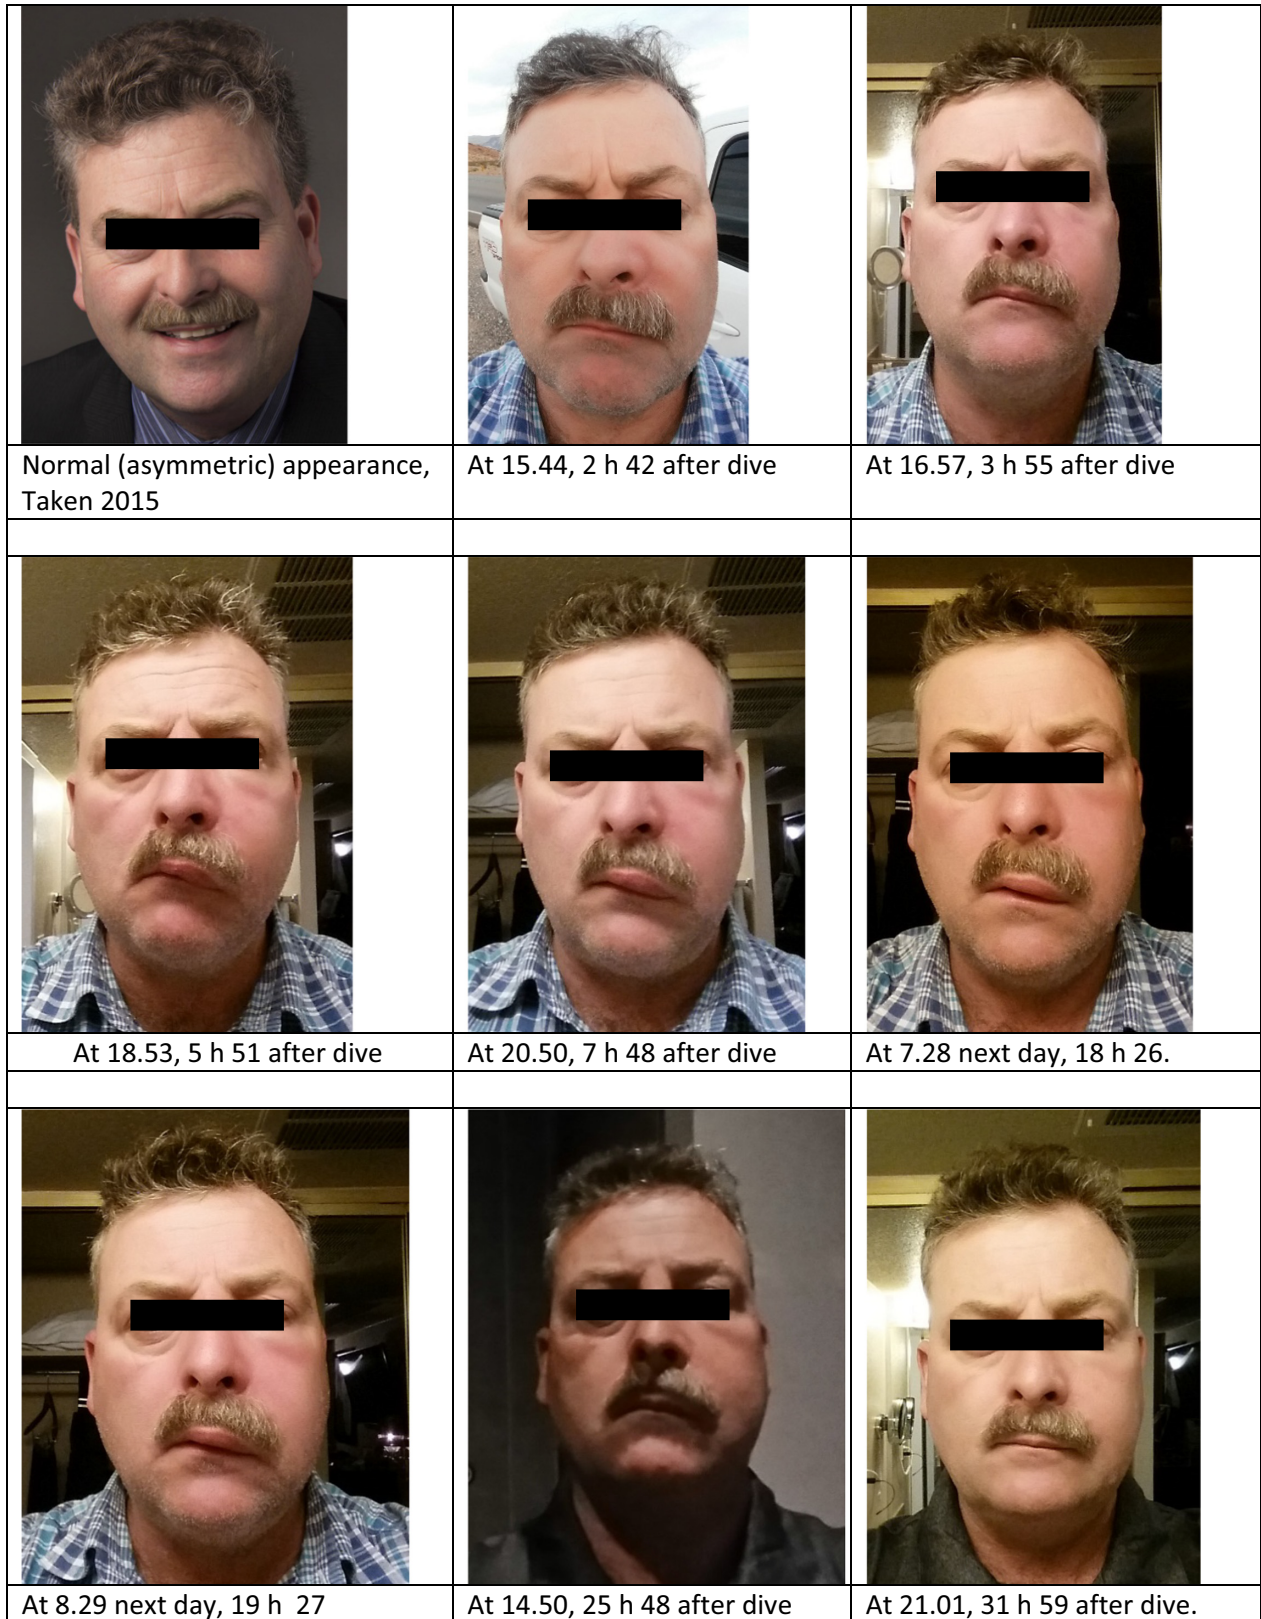 Normal (asymmetric) appearance,
Taken 2015
At 15.44, 2 h 42 after dive
At 16.57, 3 h 55 after dive
At 18.53, 5 h 51 after dive
At 20.50, 7 h 48 after dive
At 7.28 next day, 18 h 26.
At 8.29 next day, 19 h  27
At 14.50, 25 h 48 after dive
At 21.01, 31 h 59 after dive.